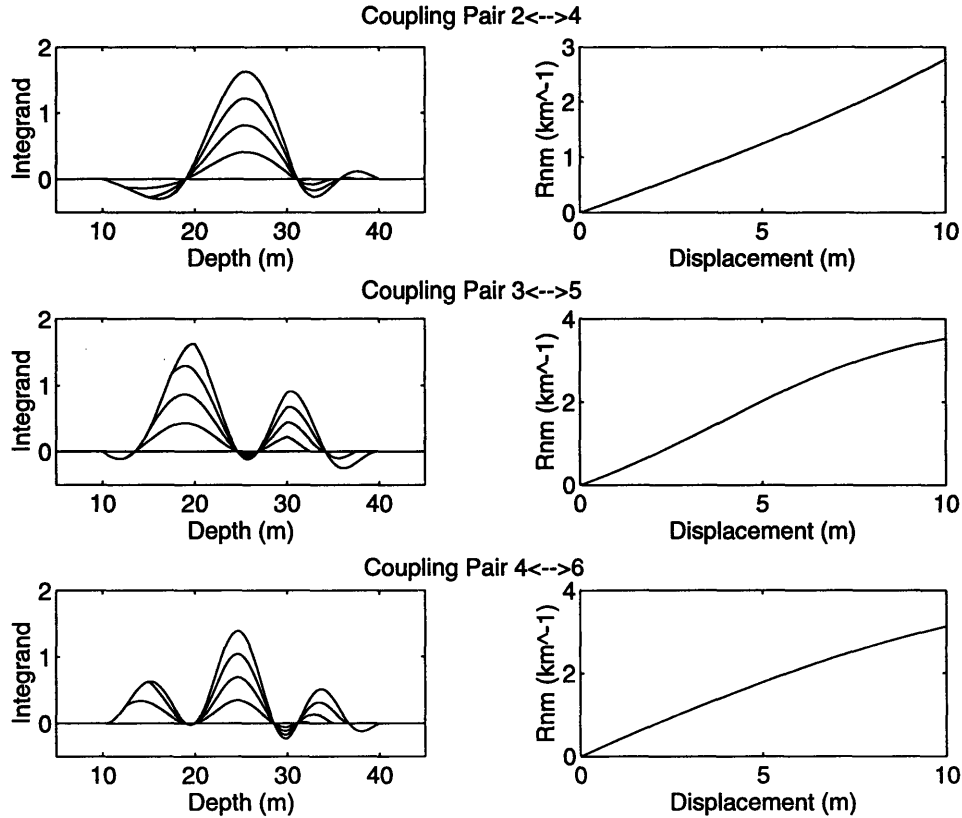 Coupling Pair 2<-->4
2
1
0
Integrand
10 20 30 40
Depth (m)
3
2
1
0
Rnm (km^-1)
0 5 10
Displacement (m)
Coupling Pair 3<-->5
2
1
0
Integrand
10 20 30 40
Depth (m)
4
2
0
Rnm (km^-1)
0 5 10
Displacement (m)
Coupling Pair 4<-->6
2
1
0
Integrand
10 20 30 40
Depth (m)
4
2
0
Rnm (km^-1)
0 5 10
Displacement (m)